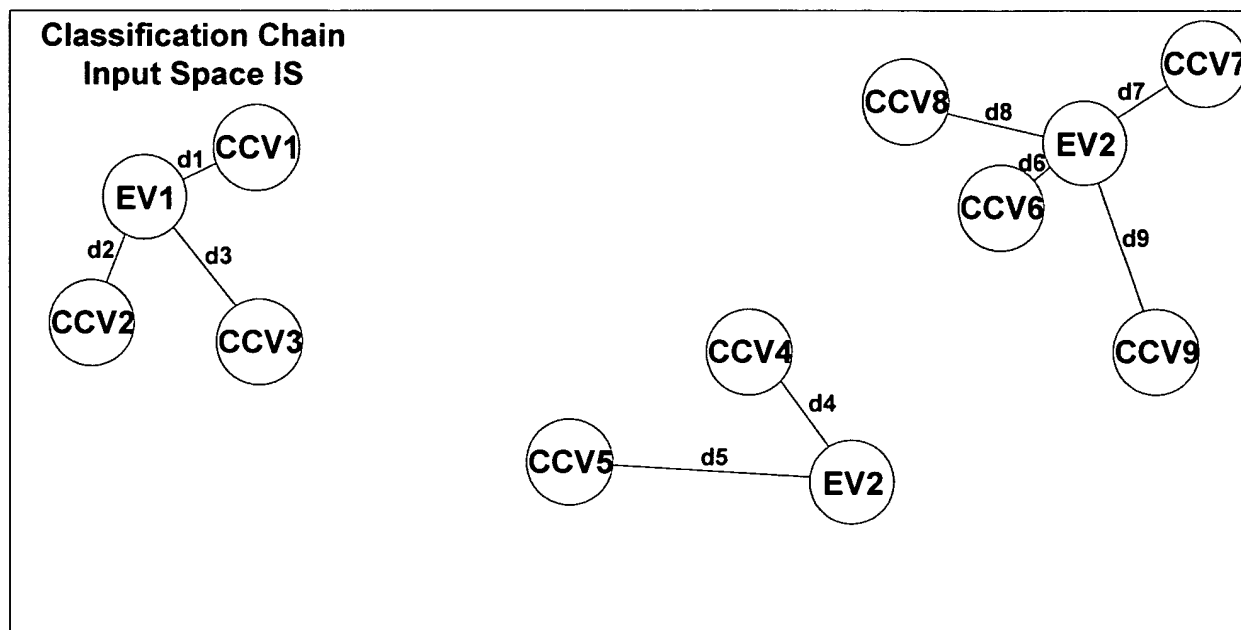 Classification Chain
Input Space IS
CCV1
d1
EV1
d2
d3
CCV2
CCV3
CCV7
CCV8
d7
d8
EV2
d6
CCV6
d9
CCV9
CCV4
d4
CCV5
d5
EV2